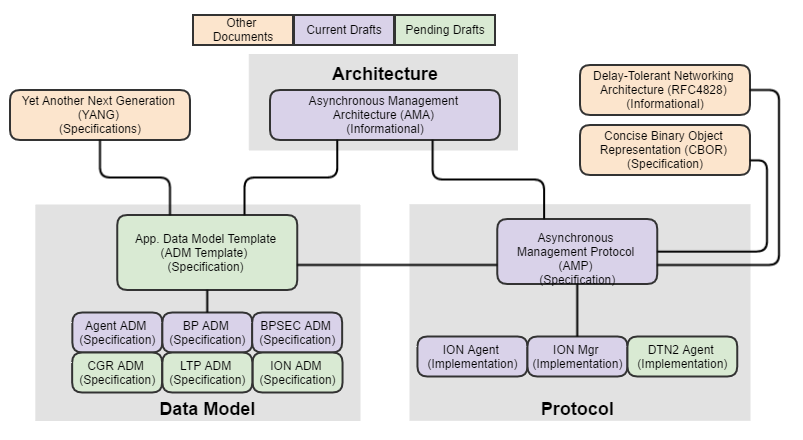 Other
Documents
Current Drafts
Pending Drafts
Architecture
Asynchronous Management
Architecture (AMA)
(Informational)
Yet Another Next Generation
(YANG)
(Specifications)
Delay-Tolerant Networking
Architecture (RFC4828)
(Informational)
Concise Binary Object
Representation (CBOR)
(Specification)
App. Data Model Template
(ADM Template)
(Specification)
Asynchronous
Management Protocol
(AMP)
(Specification)
Agent ADM
(Specification)
BP ADM
(Specification)
BPSEC ADM
(Specification)
CGR ADM
(Specification)
LTP ADM
(Specification)
ION ADM
(Specification)
Data Model
ION Agent
(Implementation)
ION Mgr
(Implementation)
DTN2 Agent
(Implementation)
Protocol